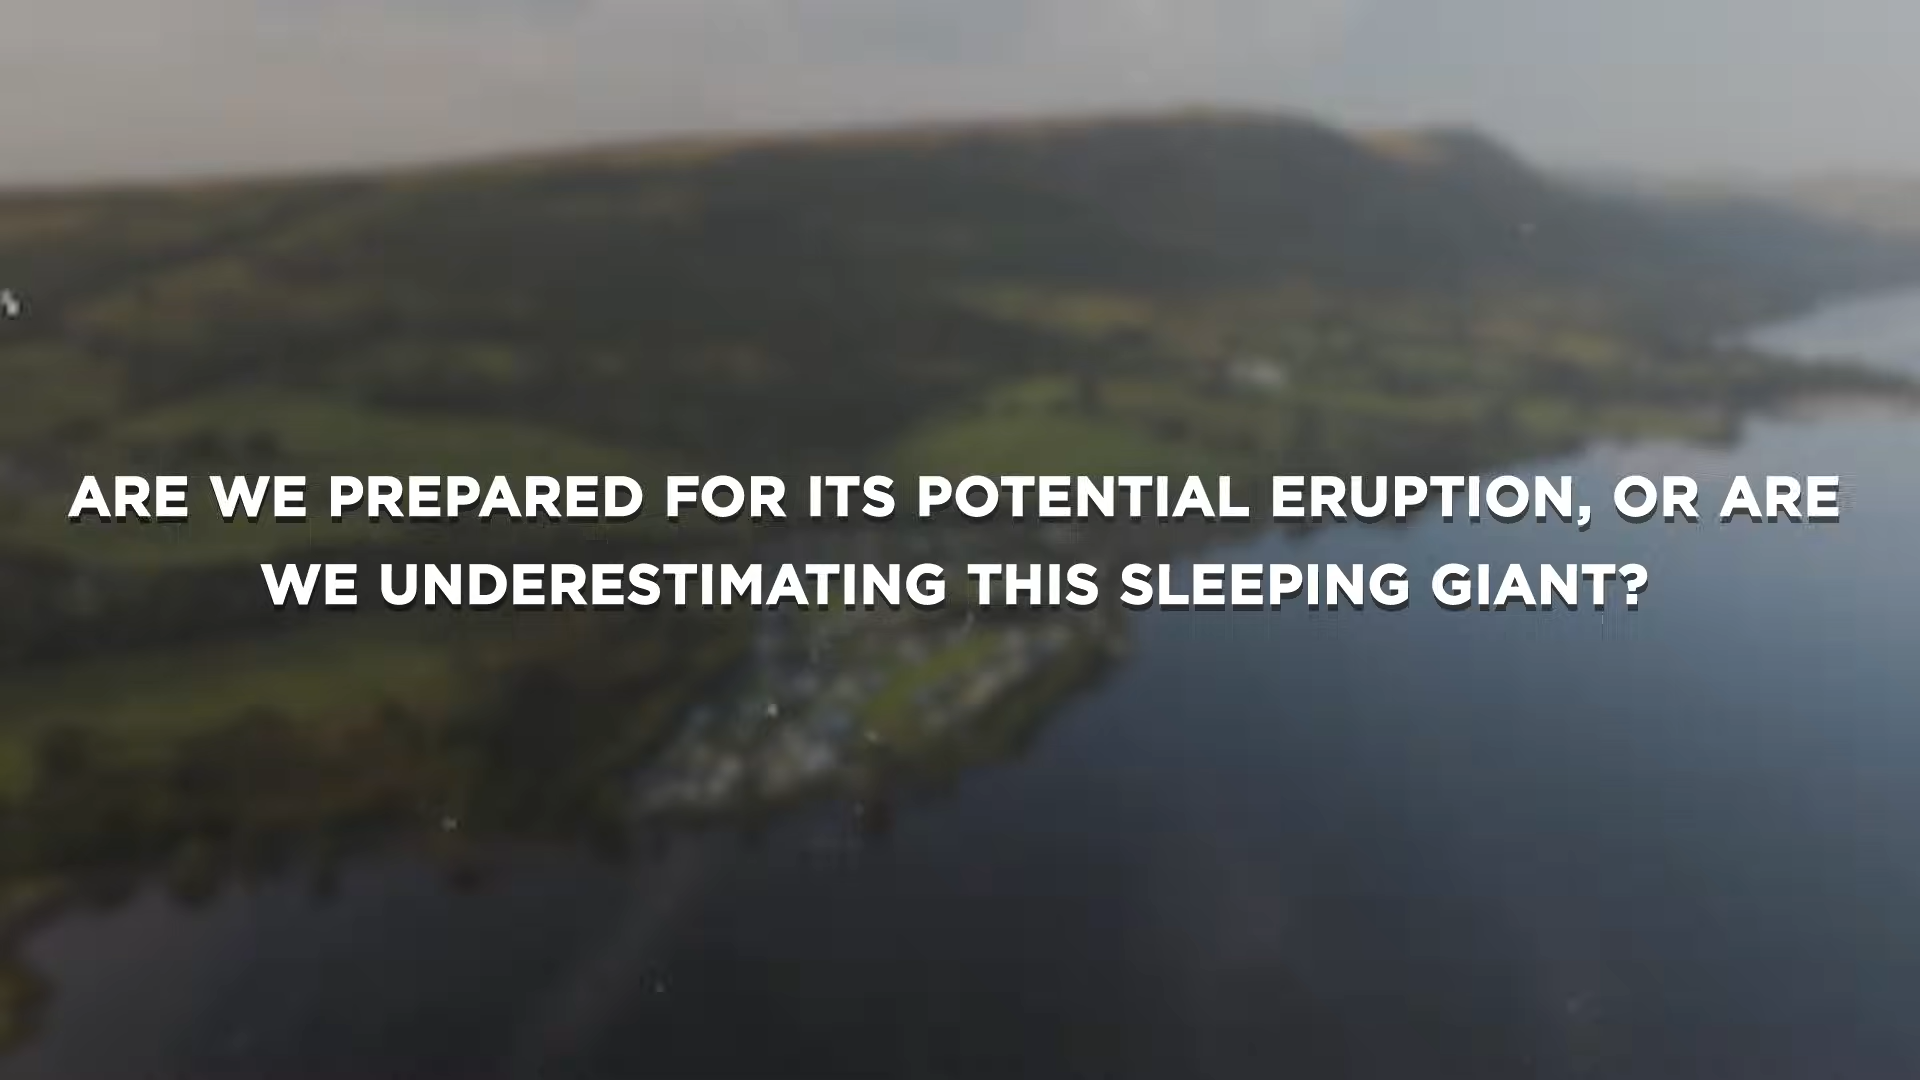 ARE WE PREPARED FOR ITS POTENTIAL ERUPTION, OR ARE
WE UNDERESTIMATING THIS SLEEPING GIANT?